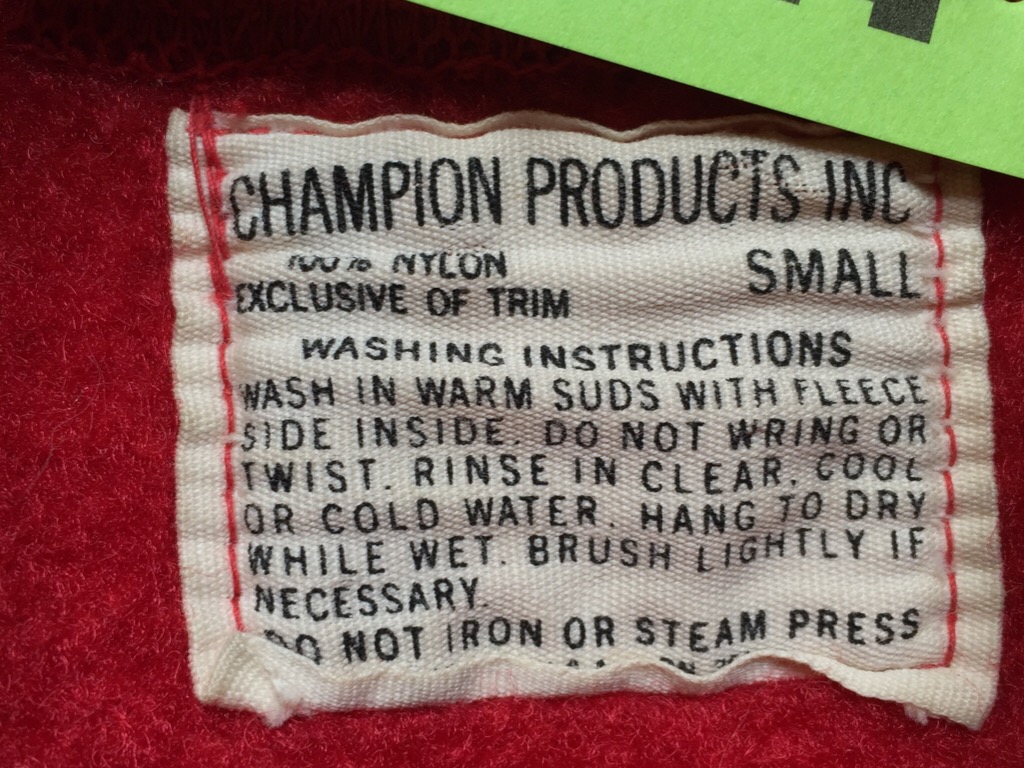 CHAMPION PRODUCTS INC
100% NYLON SMALL
EXCLUSIVE OF TRIM
WASHING INSTRUCTIONS
WASH IN WARM SUDS WITH FLEECE
SIDE INSIDE. DO NOT WRING OR
TWIST. RINSE IN CLEAR, COOL
OR COLD WATER. HANG TO DRY
WHILE WET. BRUSH LIGHTLY IF
NECESSARY.
DO NOT IRON OR STEAM PRESS